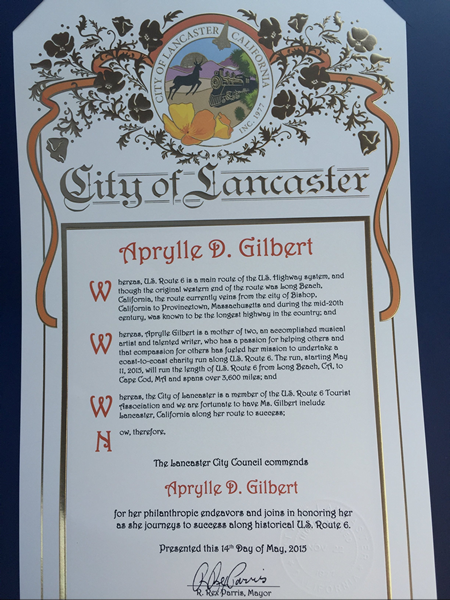 CITY OF LANCASTER CALIFORNIA
INC. 1977
City of Lancaster
Aprylle D. Gilbert
Whereas, U.S. Route 6 is a main route of the U.S. Highway system, and
though the original western end of the route was Long Beach,
California, the route currently veins from the city of Bishop,
California to Provincetown, Massachusetts and during the mid-20th
century, was known to be the longest highway in the country; and
Whereas, Aprylle Gilbert is a mother of two, an accomplished musical
artist and talented writer, who has a passion for helping others and
that compassion for others has fueled her mission to undertake a
coast-to-coast charity run along U.S. Route 6. The run, starting May
11, 2015, will run the length of U.S. Route 6 from Long Beach, CA, to
Cape Cod, MA and spans over 3,600 miles; and
Whereas, the City of Lancaster is a member of the U.S. Route 6 Tourist
Association and we are fortunate to have Ms. Gilbert include
Lancaster, California along her route to success;
Now, therefore,
The Lancaster City Council commends
Aprylle D. Gilbert
for her philanthropic endeavors and joins in honoring her
as she journeys to success along historical U.S. Route 6.
Presented this 14th Day of May, 2015
R. Rex Parris
R. Rex Parris, Mayor